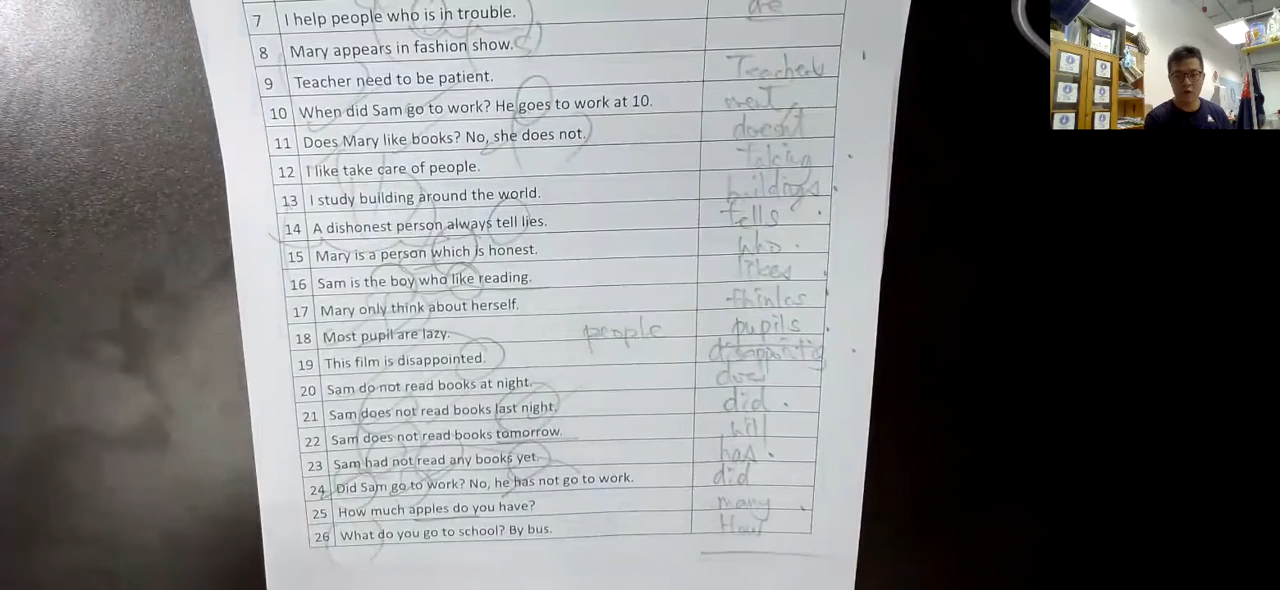 7 I help people who is in trouble. are
8 Mary appears in fashion show.
9 Teacher need to be patient. Teachers
10 When did Sam go to work? He goes to work at 10. went
11 Does Mary like books? No, she does not. doesn't
12 I like take care of people. taking
13 I study building around the world. buildings
14 A dishonest person always tell lies. tells
15 Mary is a person which is honest. who
16 Sam is the boy who like reading. likes
17 Mary only think about herself. thinks
18 Most pupil are lazy. people pupils
19 This film is disappointed. disappointing
20 Sam do not read books at night. does
21 Sam does not read books last night. did
22 Sam does not read books tomorrow. will
23 Sam had not read any books yet. has
24 Did Sam go to work? No, he has not go to work. did
25 How much apples do you have? many
26 What do you go to school? By bus. How